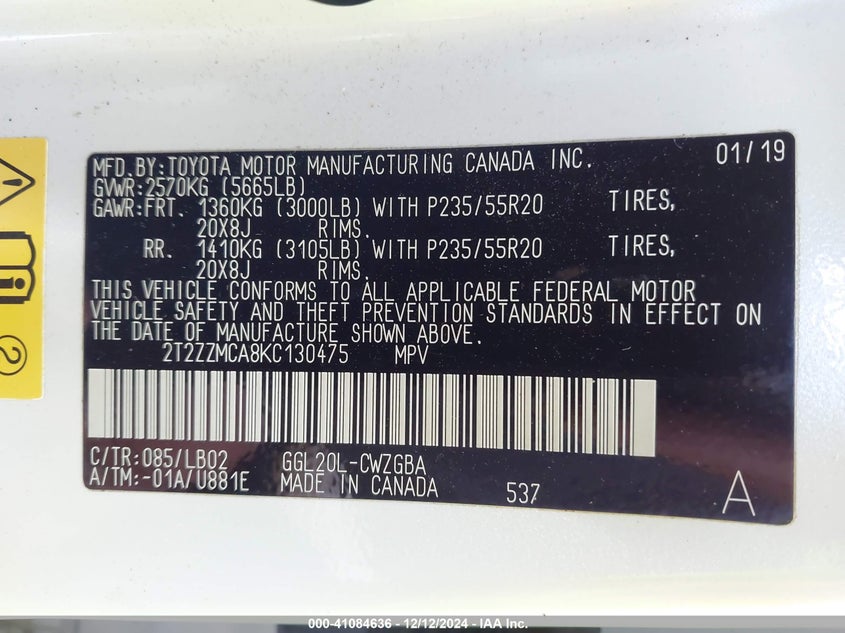 MFD. BY: TOYOTA MOTOR MANUFACTURING CANADA INC. 01/19
GVWR: 2570KG (5665LB)
GAWR: FRT. 1360KG (3000LB) WITH P235/55R20 TIRES,
20X8J RIMS,
RR. 1410KG (3105LB) WITH P235/55R20 TIRES,
20X8J RIMS,
THIS VEHICLE CONFORMS TO ALL APPLICABLE FEDERAL MOTOR
VEHICLE SAFETY AND THEFT PREVENTION STANDARDS IN EFFECT ON
THE DATE OF MANUFACTURE SHOWN ABOVE.
2T2ZZMCA8KC130475 MPV
C/TR: 085/LB02 GGL20L-CWZGBA
A/TM: -01A/U881E MADE IN CANADA 537 A
2
000-41084636 - 12/12/2024 - IAA Inc.